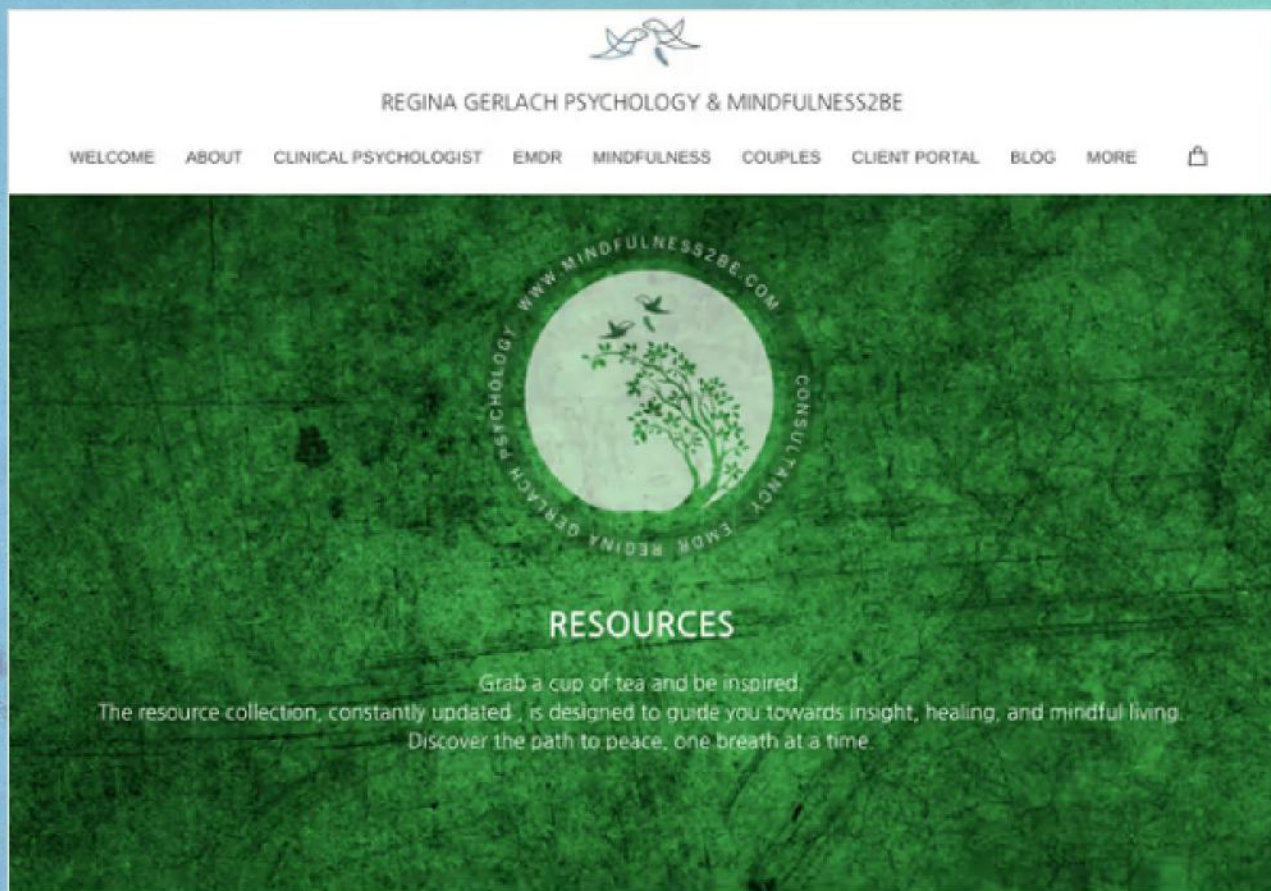 REGINA GERLACH PSYCHOLOGY & MINDFULNESS2BE
WELCOME ABOUT CLINICAL PSYCHOLOGIST EMDR MINDFULNESS COUPLES CLIENT PORTAL BLOG MORE
WWW.MINDFULNESS2BE.COM CONSULTANCY EMDR REGINA GERLACH PSYCHOLOGY
RESOURCES
Grab a cup of tea and be inspired.
The resource collection, constantly updated , is designed to guide you towards insight, healing, and mindful living.
Discover the path to peace, one breath at a time.